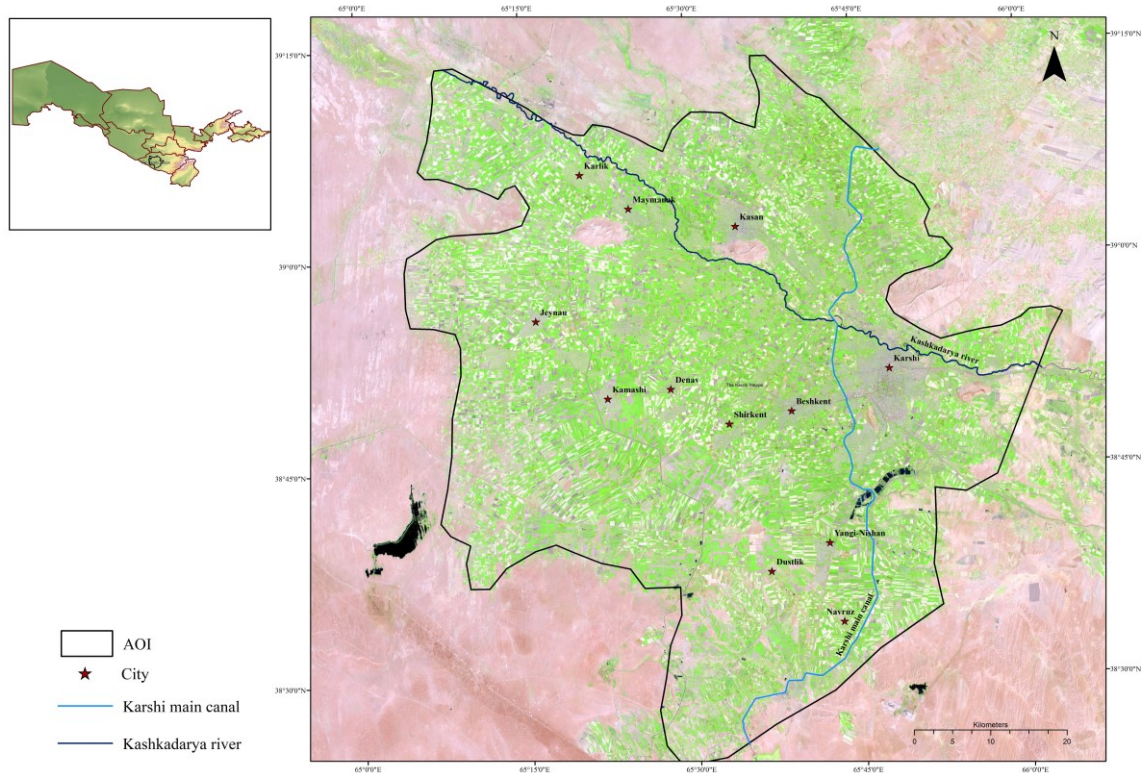 65°0'0"E 65°15'0"E 65°30'0"E 65°45'0"E 66°0'0"E
39°15'0"N
39°15'0"N
N
Karlik
Maymanak
Kasan
39°0'0"N
39°0'0"N
Jeynau
Kashkadarya river
Karshi
Denas
Kamashi
Beshkent
Shirkent
38°45'0"N
38°45'0"N
Yangi-Nishan
Dustlik
Navruz
Karshi main canal
38°30'0"N
38°30'0"N
AOI
City
Karshi main canal
Kashkadarya river
Kilometers
0 5 10 20
65°0'0"E 65°15'0"E 65°30'0"E 65°45'0"E 66°0'0"E